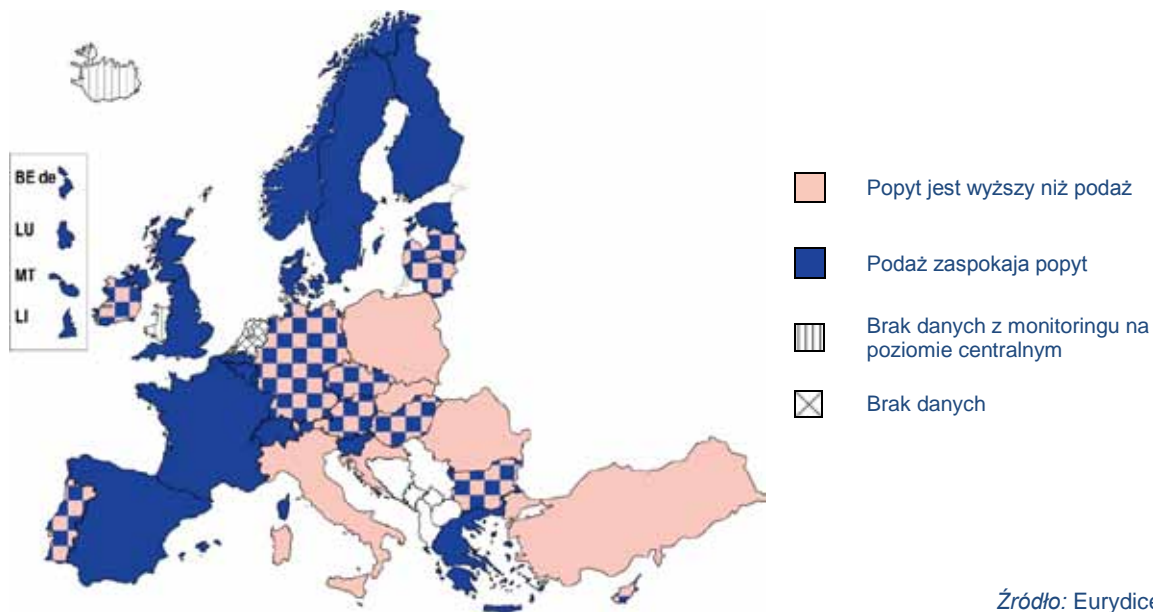 BE de
LU
MT
LI
Popyt jest wyższy niż podaż
Podaż zaspokaja popyt
Brak danych z monitoringu na
poziomie centralnym
Brak danych
Źródło: Eurydice